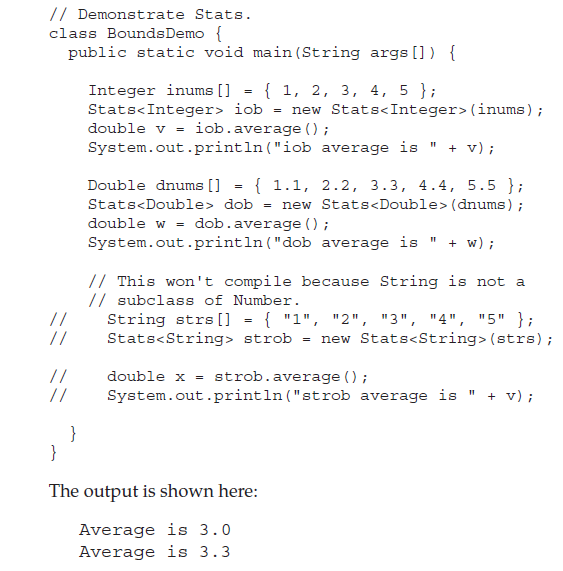 // Demonstrate Stats.
class BoundsDemo {
  public static void main(String args[]) {

    Integer inums[] = { 1, 2, 3, 4, 5 };
    Stats<Integer> iob = new Stats<Integer>(inums);
    double v = iob.average();
    System.out.println("iob average is " + v);

    Double dnums[] = { 1.1, 2.2, 3.3, 4.4, 5.5 };
    Stats<Double> dob = new Stats<Double>(dnums);
    double w = dob.average();
    System.out.println("dob average is " + w);

    // This won't compile because String is not a
    // subclass of Number.
//    String strs[] = { "1", "2", "3", "4", "5" };
//    Stats<String> strob = new Stats<String>(strs);

//    double x = strob.average();
//    System.out.println("strob average is " + v);

  }
}
The output is shown here:
Average is 3.0
Average is 3.3